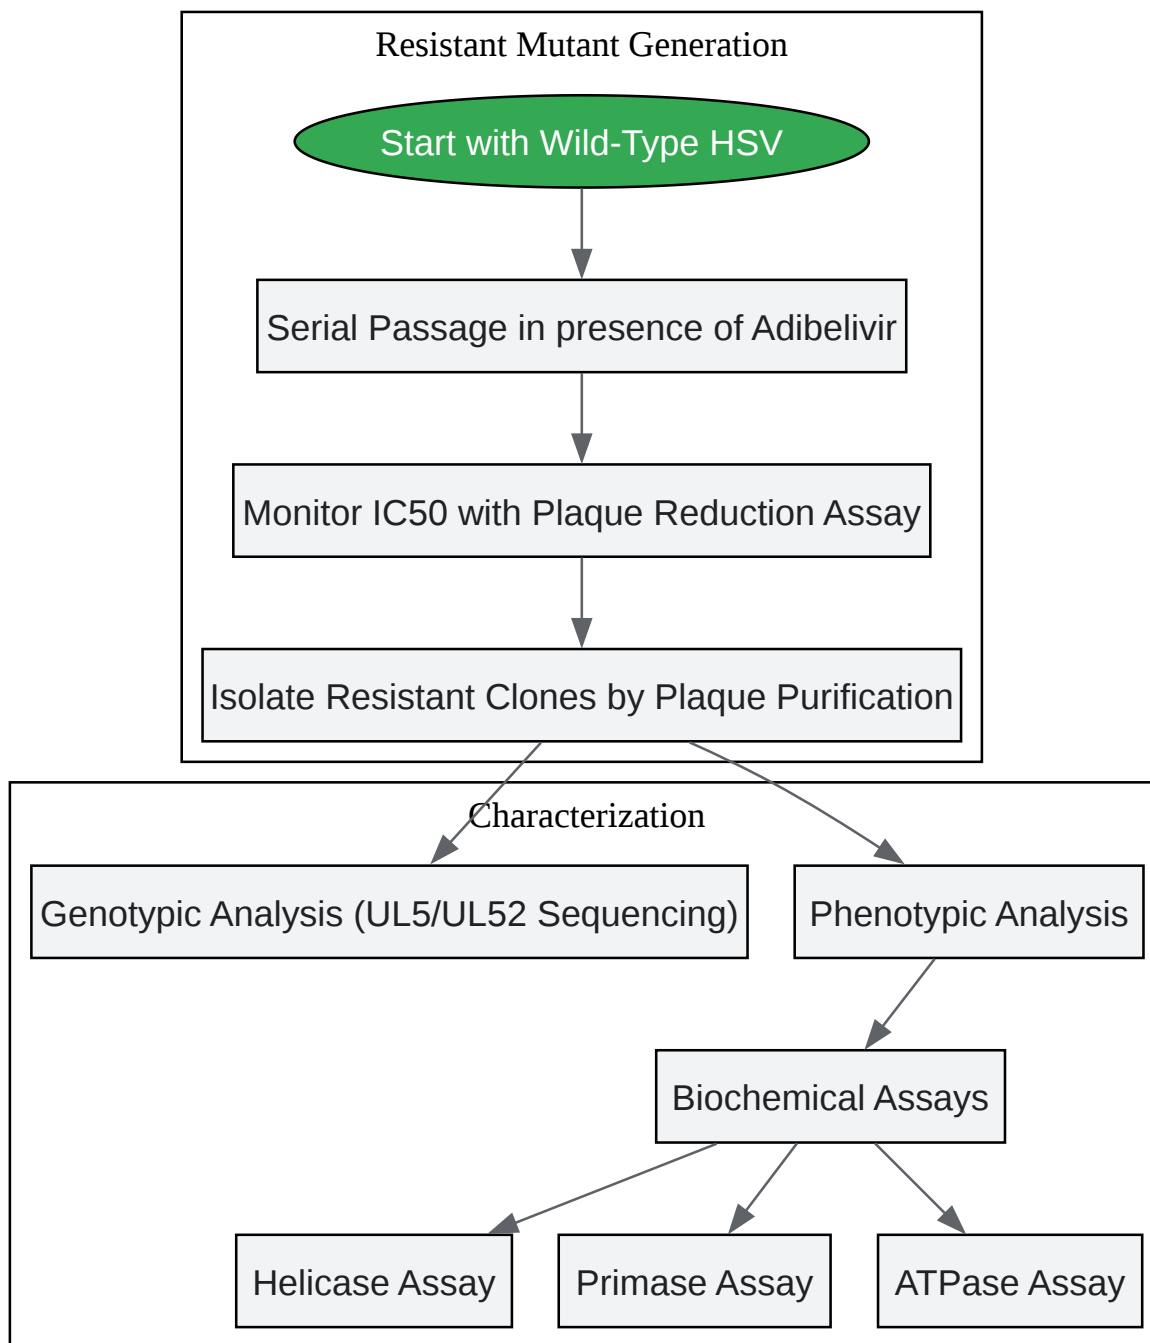 Resistant Mutant Generation
Start with Wild-Type HSV
Serial Passage in presence of Adibelivir
Monitor IC50 with Plaque Reduction Assay
Isolate Resistant Clones by Plaque Purification
Characterization
Genotypic Analysis (UL5/UL52 Sequencing)
Phenotypic Analysis
Biochemical Assays
Helicase Assay
Primase Assay
ATPase Assay